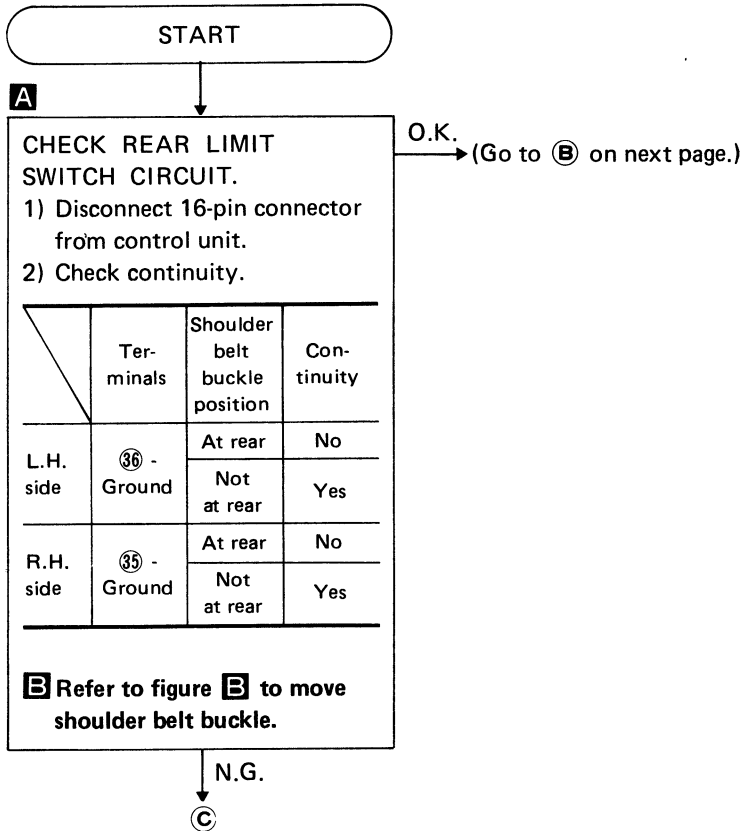 START
A
CHECK REAR LIMIT
SWITCH CIRCUIT.
1) Disconnect 16-pin connector
from control unit.
2) Check continuity.
O.K.
(Go to Ⓑ on next page.)
Ter-
minals
Shoulder
belt
buckle
position
Con-
tinuity
L.H.
side
㊱ -
Ground
At rear
No
Not
at rear
Yes
R.H.
side
㉟ -
Ground
At rear
No
Not
at rear
Yes
B Refer to figure B to move
shoulder belt buckle.
N.G.
Ⓒ